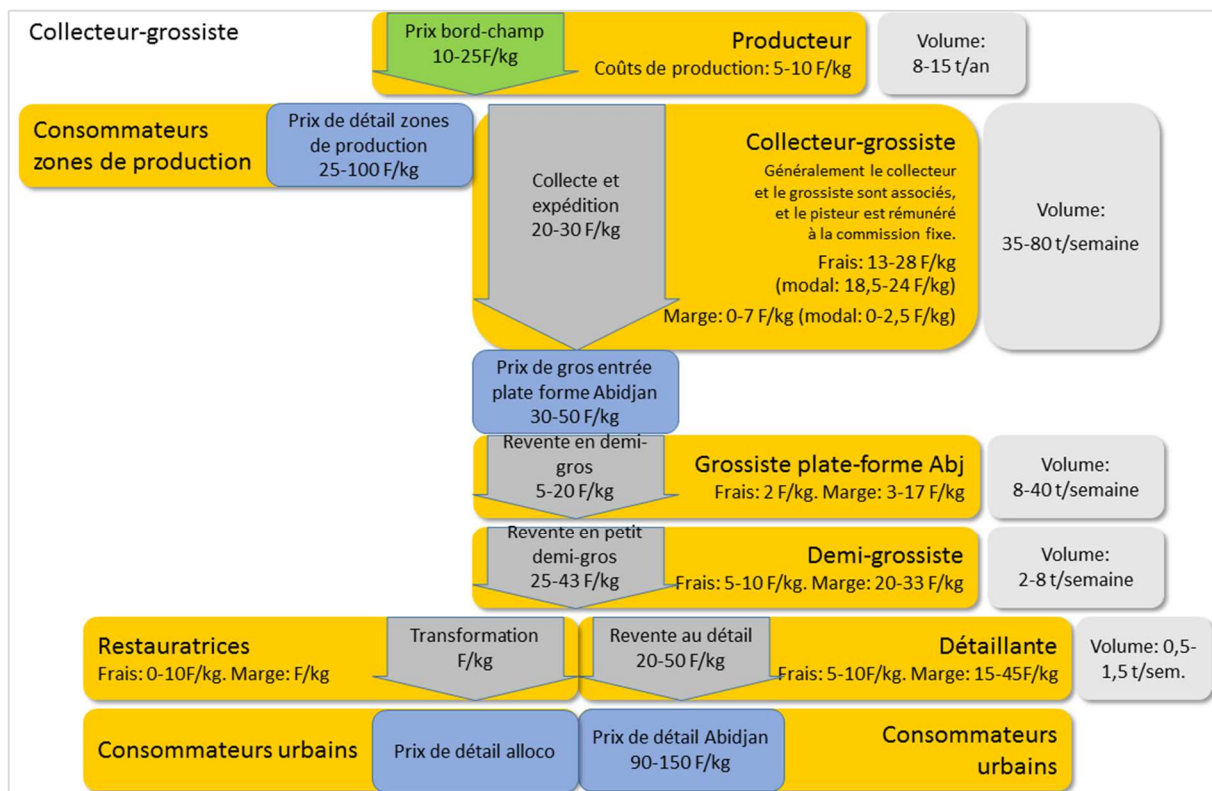 Collecteur-grossiste
Prix bord-champ
10-25F/kg
Producteur
Coûts de production: 5-10 F/kg
Volume:
8-15 t/an
Consommateurs
zones de production
Prix de détail zones
de production
25-100 F/kg
Collecte et
expédition
20-30 F/kg
Collecteur-grossiste
Généralement le collecteur
et le grossiste sont associés,
et le pisteur est rémunéré
à la commission fixe.
Frais: 13-28 F/kg
(modal: 18,5-24 F/kg)
Marge: 0-7 F/kg (modal: 0-2,5 F/kg)
Volume:
35-80 t/semaine
Prix de gros entrée
plate forme Abidjan
30-50 F/kg
Revente en demi-
gros
5-20 F/kg
Grossiste plate-forme Abj
Frais: 2 F/kg. Marge: 3-17 F/kg
Volume:
8-40 t/semaine
Revente en petit
demi-gros
25-43 F/kg
Demi-grossiste
Frais: 5-10 F/kg. Marge: 20-33 F/kg
Volume:
2-8 t/semaine
Restauratrices
Frais: 0-10F/kg. Marge: F/kg
Transformation
F/kg
Revente au détail
20-50 F/kg
Détaillante
Frais: 5-10F/kg. Marge: 15-45F/kg
Volume: 0,5-
1,5 t/sem.
Consommateurs urbains
Prix de détail alloco
Prix de détail Abidjan
90-150 F/kg
Consommateurs
urbains